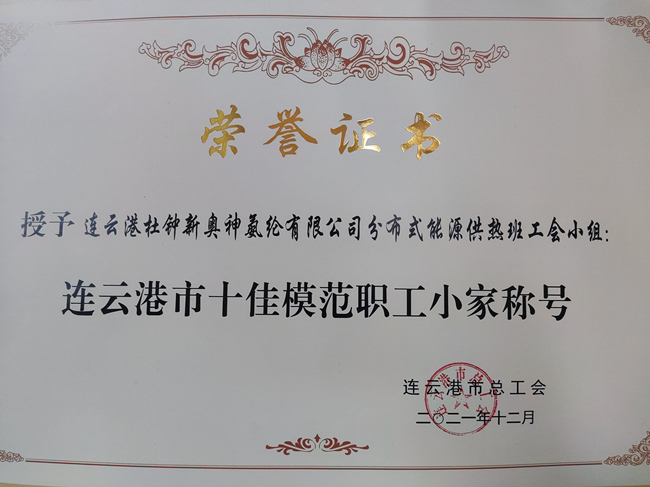 荣誉证书
授予 连云港杜钟新奥神氨纶有限公司分布式能源供热班工会小组：
连云港市十佳模范职工小家称号
连云港市总工会
二〇二一年十二月